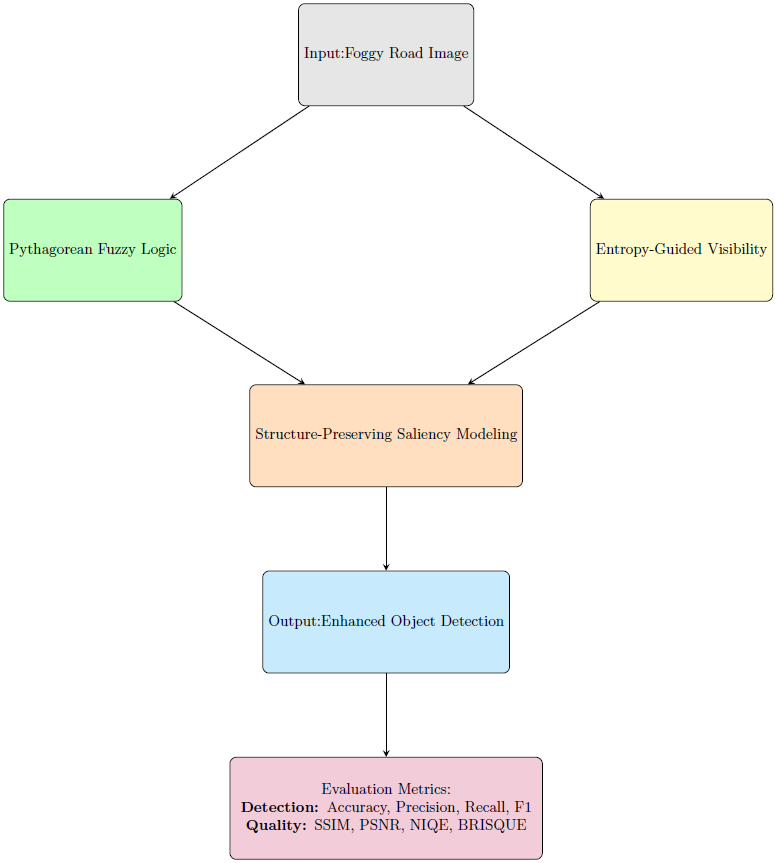 Input:Foggy Road Image
Pythagorean Fuzzy Logic
Entropy-Guided Visibility
Structure-Preserving Saliency Modeling
Output:Enhanced Object Detection
Evaluation Metrics:
Detection: Accuracy, Precision, Recall, F1
Quality: SSIM, PSNR, NIQE, BRISQUE